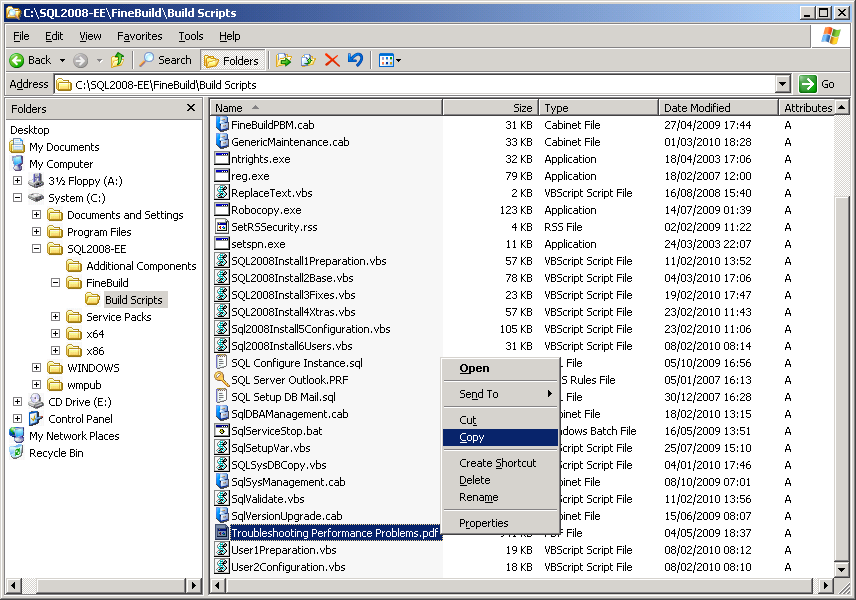 C:\SQL2008-EE\FineBuild\Build Scripts
File Edit View Favorites Tools Help
Back Search Folders
Address C:\SQL2008-EE\FineBuild\Build Scripts Go
Folders
Desktop
My Documents
My Computer
3½ Floppy (A:)
System (C:)
Documents and Settings
Program Files
SQL2008-EE
Additional Components
FineBuild
Build Scripts
Service Packs
x64
x86
WINDOWS
wmpub
CD Drive (E:)
Control Panel
My Network Places
Recycle Bin
Name Size Type Date Modified Attributes
FineBuildPBM.cab 31 KB Cabinet File 27/04/2009 17:44 A
GenericMaintenance.cab 33 KB Cabinet File 01/03/2010 18:28 A
ntrights.exe 32 KB Application 18/04/2003 17:06 A
reg.exe 79 KB Application 18/02/2007 12:00 A
ReplaceText.vbs 2 KB VBScript Script File 16/08/2008 15:40 A
Robocopy.exe 123 KB Application 14/07/2009 01:39 A
SetRSSecurity.rss 4 KB RSS File 02/02/2009 11:22 A
setspn.exe 11 KB Application 24/03/2003 22:07 A
SQL2008Install1Preparation.vbs 57 KB VBScript Script File 11/02/2010 13:52 A
SQL2008Install2Base.vbs 78 KB VBScript Script File 04/03/2010 17:06 A
SQL2008Install3Fixes.vbs 23 KB VBScript Script File 19/02/2010 17:47 A
SQL2008Install4Xtras.vbs 57 KB VBScript Script File 23/02/2010 11:43 A
Sql2008Install5Configuration.vbs 105 KB VBScript Script File 23/02/2010 11:06 A
Sql2008Install6Users.vbs 31 KB VBScript Script File 08/02/2010 08:14 A
SQL Configure Instance.sql File 05/10/2009 16:56 A
SQL Server Outlook.PRF Rules File 05/01/2007 16:13 A
SQL Setup DB Mail.sql File 30/12/2007 16:28 A
SqlDBAManagement.cab File 18/02/2010 13:15 A
SqlServiceStop.bat Batch File 16/05/2009 13:51 A
SqlSetupVar.vbs Script File 25/07/2009 15:10 A
SQLSysDBCopy.vbs Script File 04/01/2010 17:46 A
SqlSysManagement.cab File 08/02/2010 07:01 A
SqlValidate.vbs Script File 11/02/2010 13:56 A
SqlVersionUpgrade.cab File 15/06/2009 08:07 A
Troubleshooting Performance Problems.pdf File 04/05/2009 18:37 A
User1Preparation.vbs 19 KB VBScript Script File 08/02/2010 08:12 A
User2Configuration.vbs 18 KB VBScript Script File 08/02/2010 08:10 A
Open
Send To
Cut
Copy
Create Shortcut
Delete
Rename
Properties